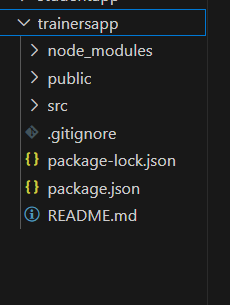 trainersapp
node_modules
public
src
.gitignore
package-lock.json
package.json
README.md